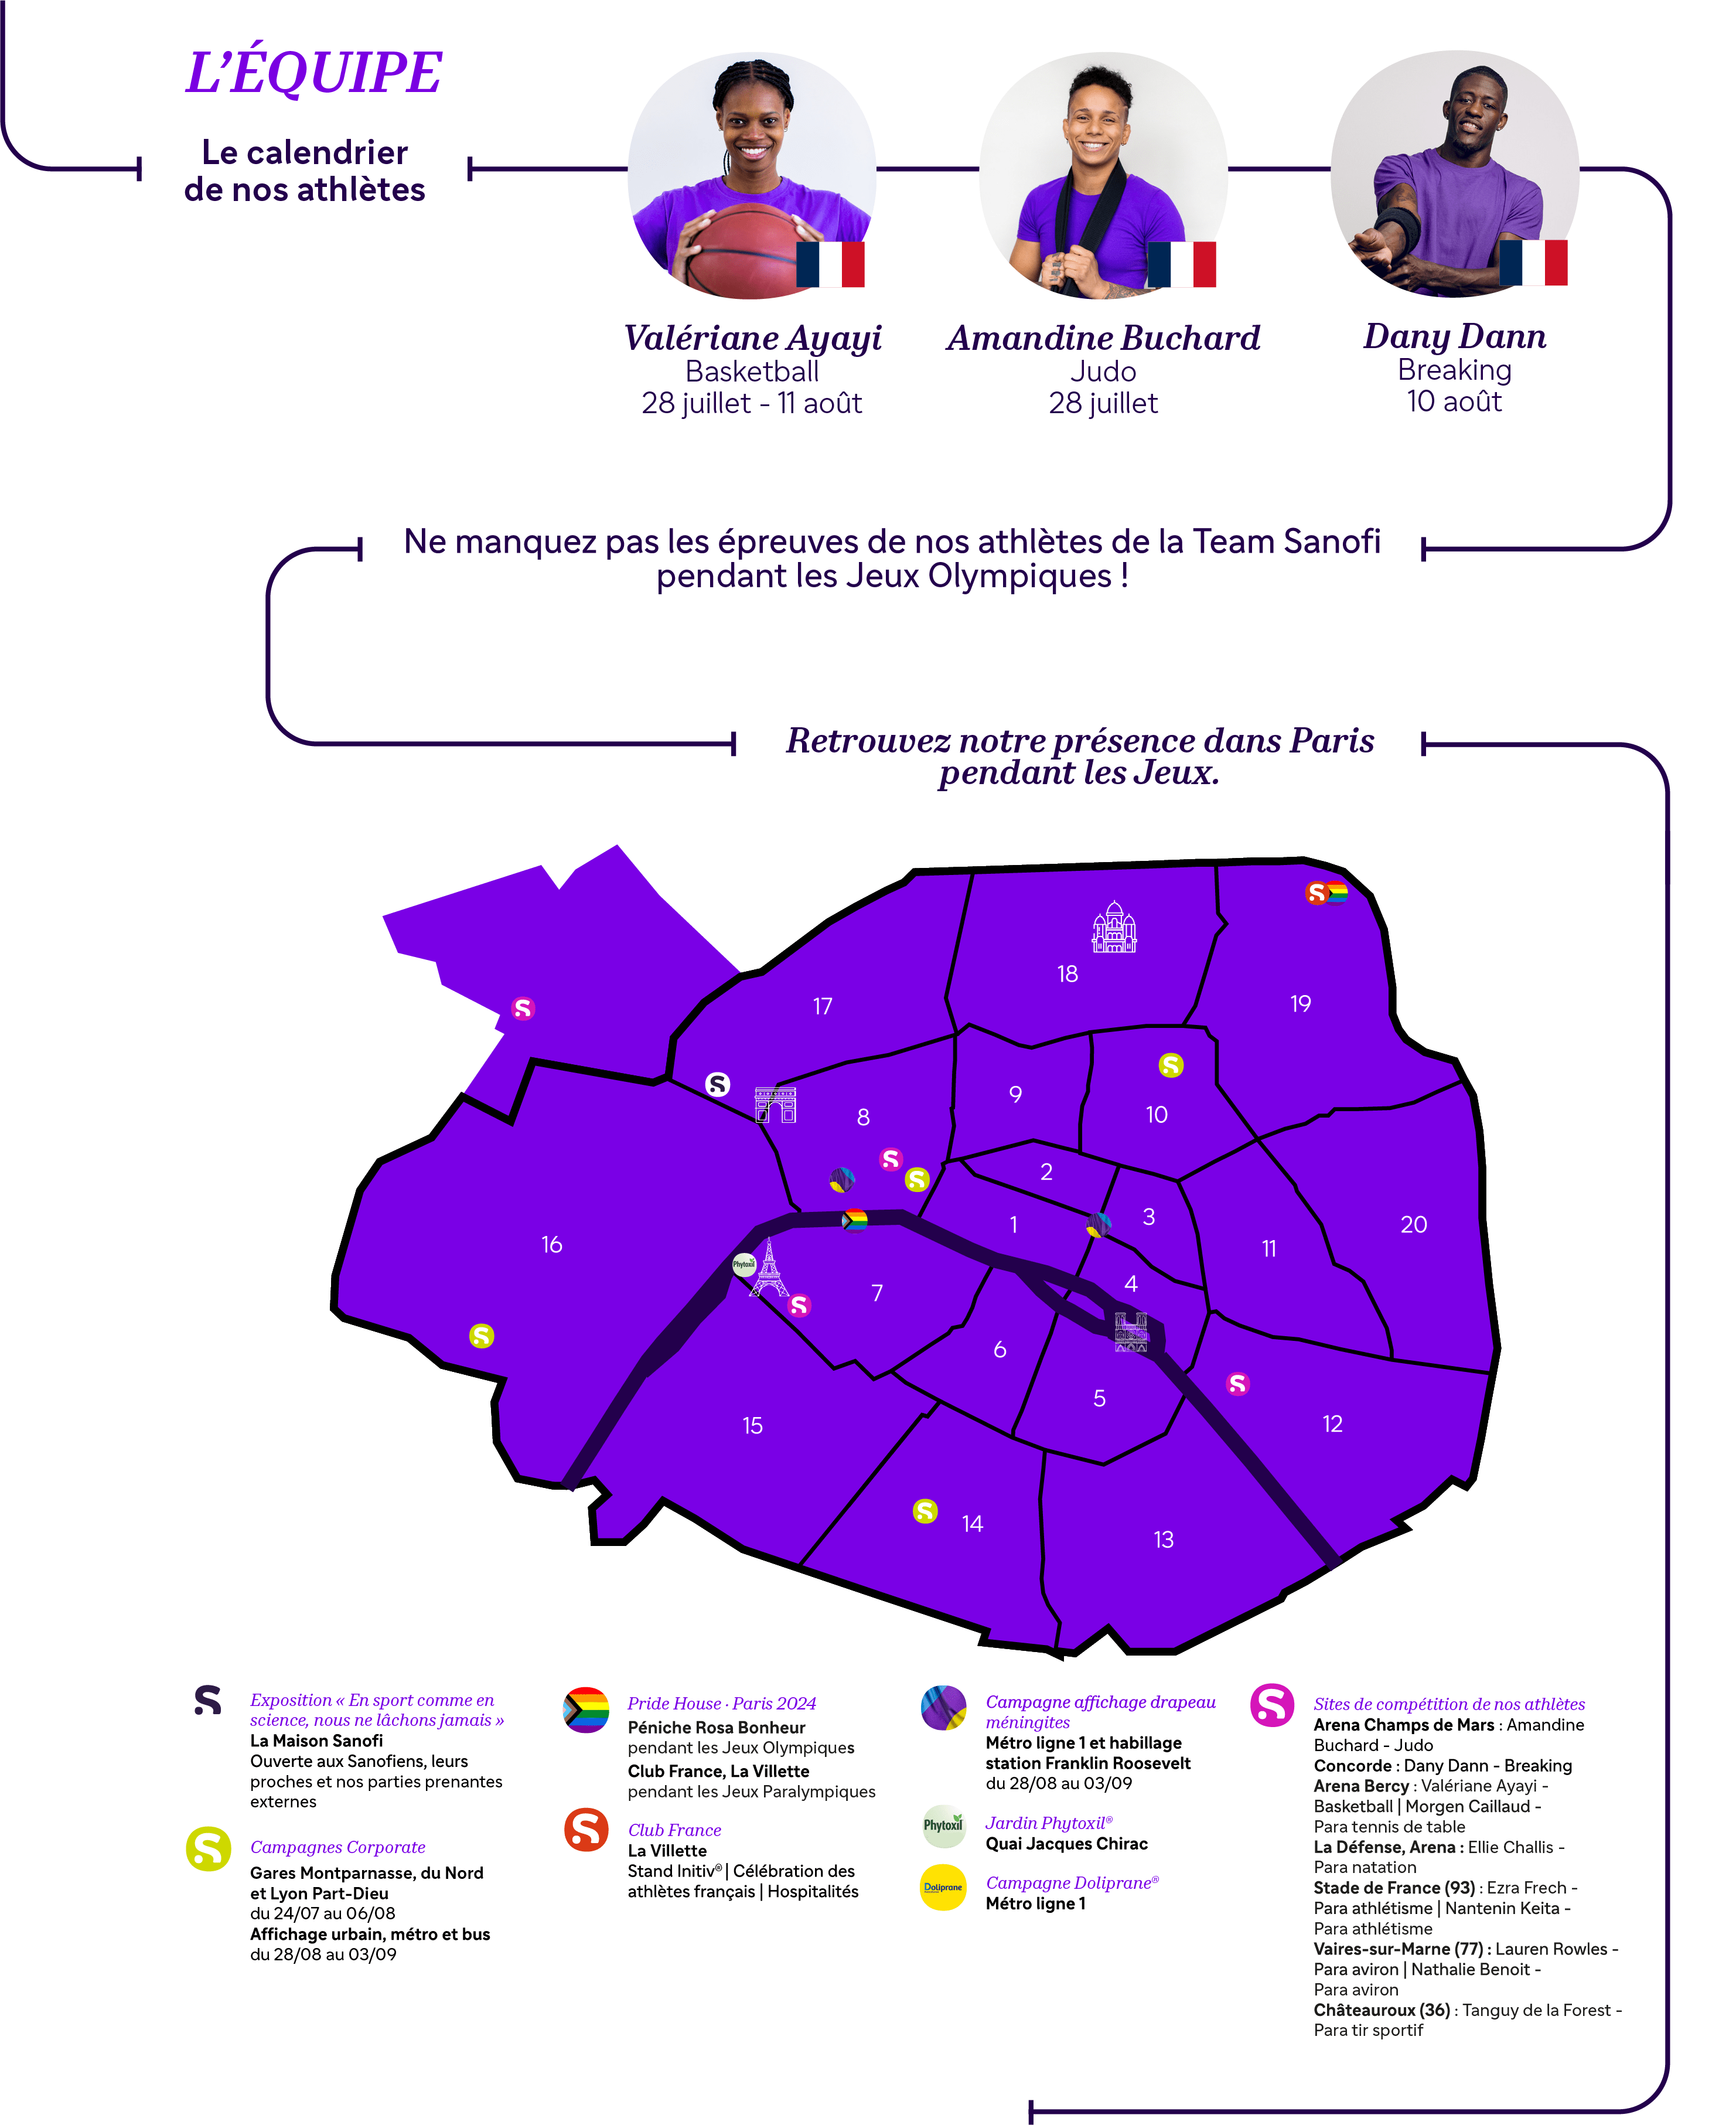 L’ÉQUIPE
Le calendrier
de nos athlètes
Valériane Ayayi
Basketball
28 juillet - 11 août
Amandine Buchard
Judo
28 juillet
Dany Dann
Breaking
10 août
Ne manquez pas les épreuves de nos athlètes de la Team Sanofi
pendant les Jeux Olympiques !
Retrouvez notre présence dans Paris
pendant les Jeux.
18
17
19
9
8
10
2
3
1
20
16
11
4
7
Phytoxil
6
5
12
15
14
13
Exposition « En sport comme en
science, nous ne lâchons jamais »
La Maison Sanofi
Ouverte aux Sanofiens, leurs
proches et nos parties prenantes
externes
Campagnes Corporate
Gares Montparnasse, du Nord
et Lyon Part-Dieu
du 24/07 au 06/08
Affichage urbain, métro et bus
du 28/08 au 03/09
Pride House · Paris 2024
Péniche Rosa Bonheur
pendant les Jeux Olympiques
Club France, La Villette
pendant les Jeux Paralympiques
Club France
La Villette
Stand Initiv® | Célébration des
athlètes français | Hospitalités
Campagne affichage drapeau
méningites
Métro ligne 1 et habillage
station Franklin Roosevelt
du 28/08 au 03/09
Phytoxil
Jardin Phytoxil®
Quai Jacques Chirac
Doliprane
Campagne Doliprane®
Métro ligne 1
Sites de compétition de nos athlètes
Arena Champs de Mars : Amandine
Buchard - Judo
Concorde : Dany Dann - Breaking
Arena Bercy : Valériane Ayayi -
Basketball | Morgen Caillaud -
Para tennis de table
La Défense, Arena : Ellie Challis -
Para natation
Stade de France (93) : Ezra Frech -
Para athlétisme | Nantenin Keita -
Para athlétisme
Vaires-sur-Marne (77) : Lauren Rowles -
Para aviron | Nathalie Benoit -
Para aviron
Châteauroux (36) : Tanguy de la Forest -
Para tir sportif